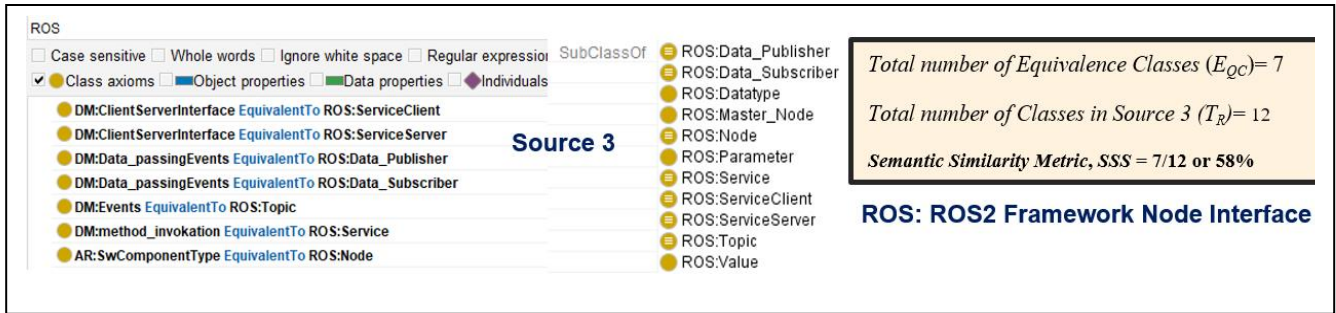 ROS
Case sensitive Whole words Ignore white space Regular expression
Class axioms Object properties Data properties Individuals
DM:ClientServerInterface EquivalentTo ROS:ServiceClient
DM:ClientServerInterface EquivalentTo ROS:ServiceServer
DM:Data_passingEvents EquivalentTo ROS:Data_Publisher
DM:Data_passingEvents EquivalentTo ROS:Data_Subscriber
DM:Events EquivalentTo ROS:Topic
DM:method_invokation EquivalentTo ROS:Service
AR:SwComponentType EquivalentTo ROS:Node
Source 3
SubClassOf
ROS:Data_Publisher
ROS:Data_Subscriber
ROS:Datatype
ROS:Master_Node
ROS:Node
ROS:Parameter
ROS:Service
ROS:ServiceClient
ROS:ServiceServer
ROS:Topic
ROS:Value
Total number of Equivalence Classes (E_QC)= 7
Total number of Classes in Source 3 (T_R)= 12
Semantic Similarity Metric, SSS = 7/12 or 58%
ROS: ROS2 Framework Node Interface